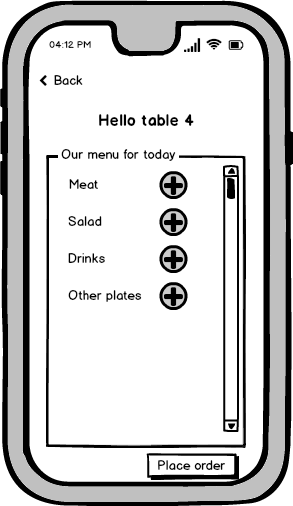 04:12 PM
Back
Hello table 4
Our menu for today
Meat
Salad
Drinks
Other plates
Place order